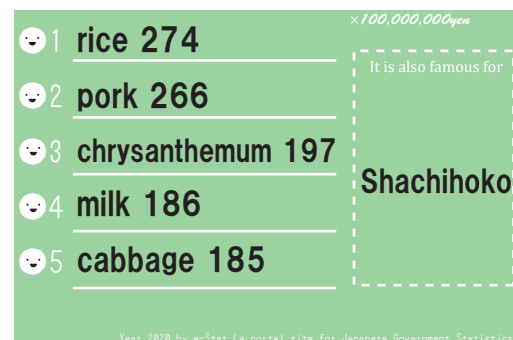 ×100,000,000yen
1 rice 274
2 pork 266
3 chrysanthemum 197
4 milk 186
5 cabbage 185
It is also famous for
Shachihoko
Year 2020 by e-Stat (a portal site for Japanese Government Statistics